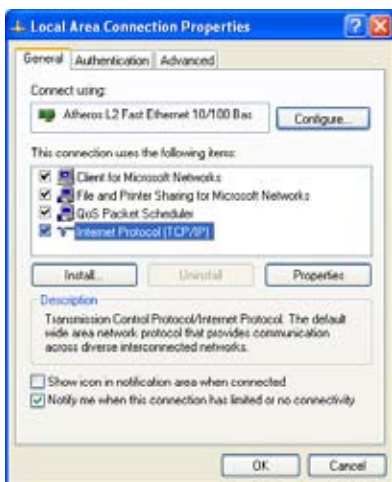 Local Area Connection Properties
General Authentication Advanced
Connect using:
Atheros L2 Fast Ethernet 10/100 Bas
Configure...
This connection uses the following items:
Client for Microsoft Networks
File and Printer Sharing for Microsoft Networks
QoS Packet Scheduler
Internet Protocol (TCP/IP)
Install... Uninstall Properties
Description
Transmission Control Protocol/Internet Protocol. The default
wide area network protocol that provides communication
across diverse interconnected networks.
Show icon in notification area when connected
Notify me when this connection has limited or no connectivity
OK Cancel